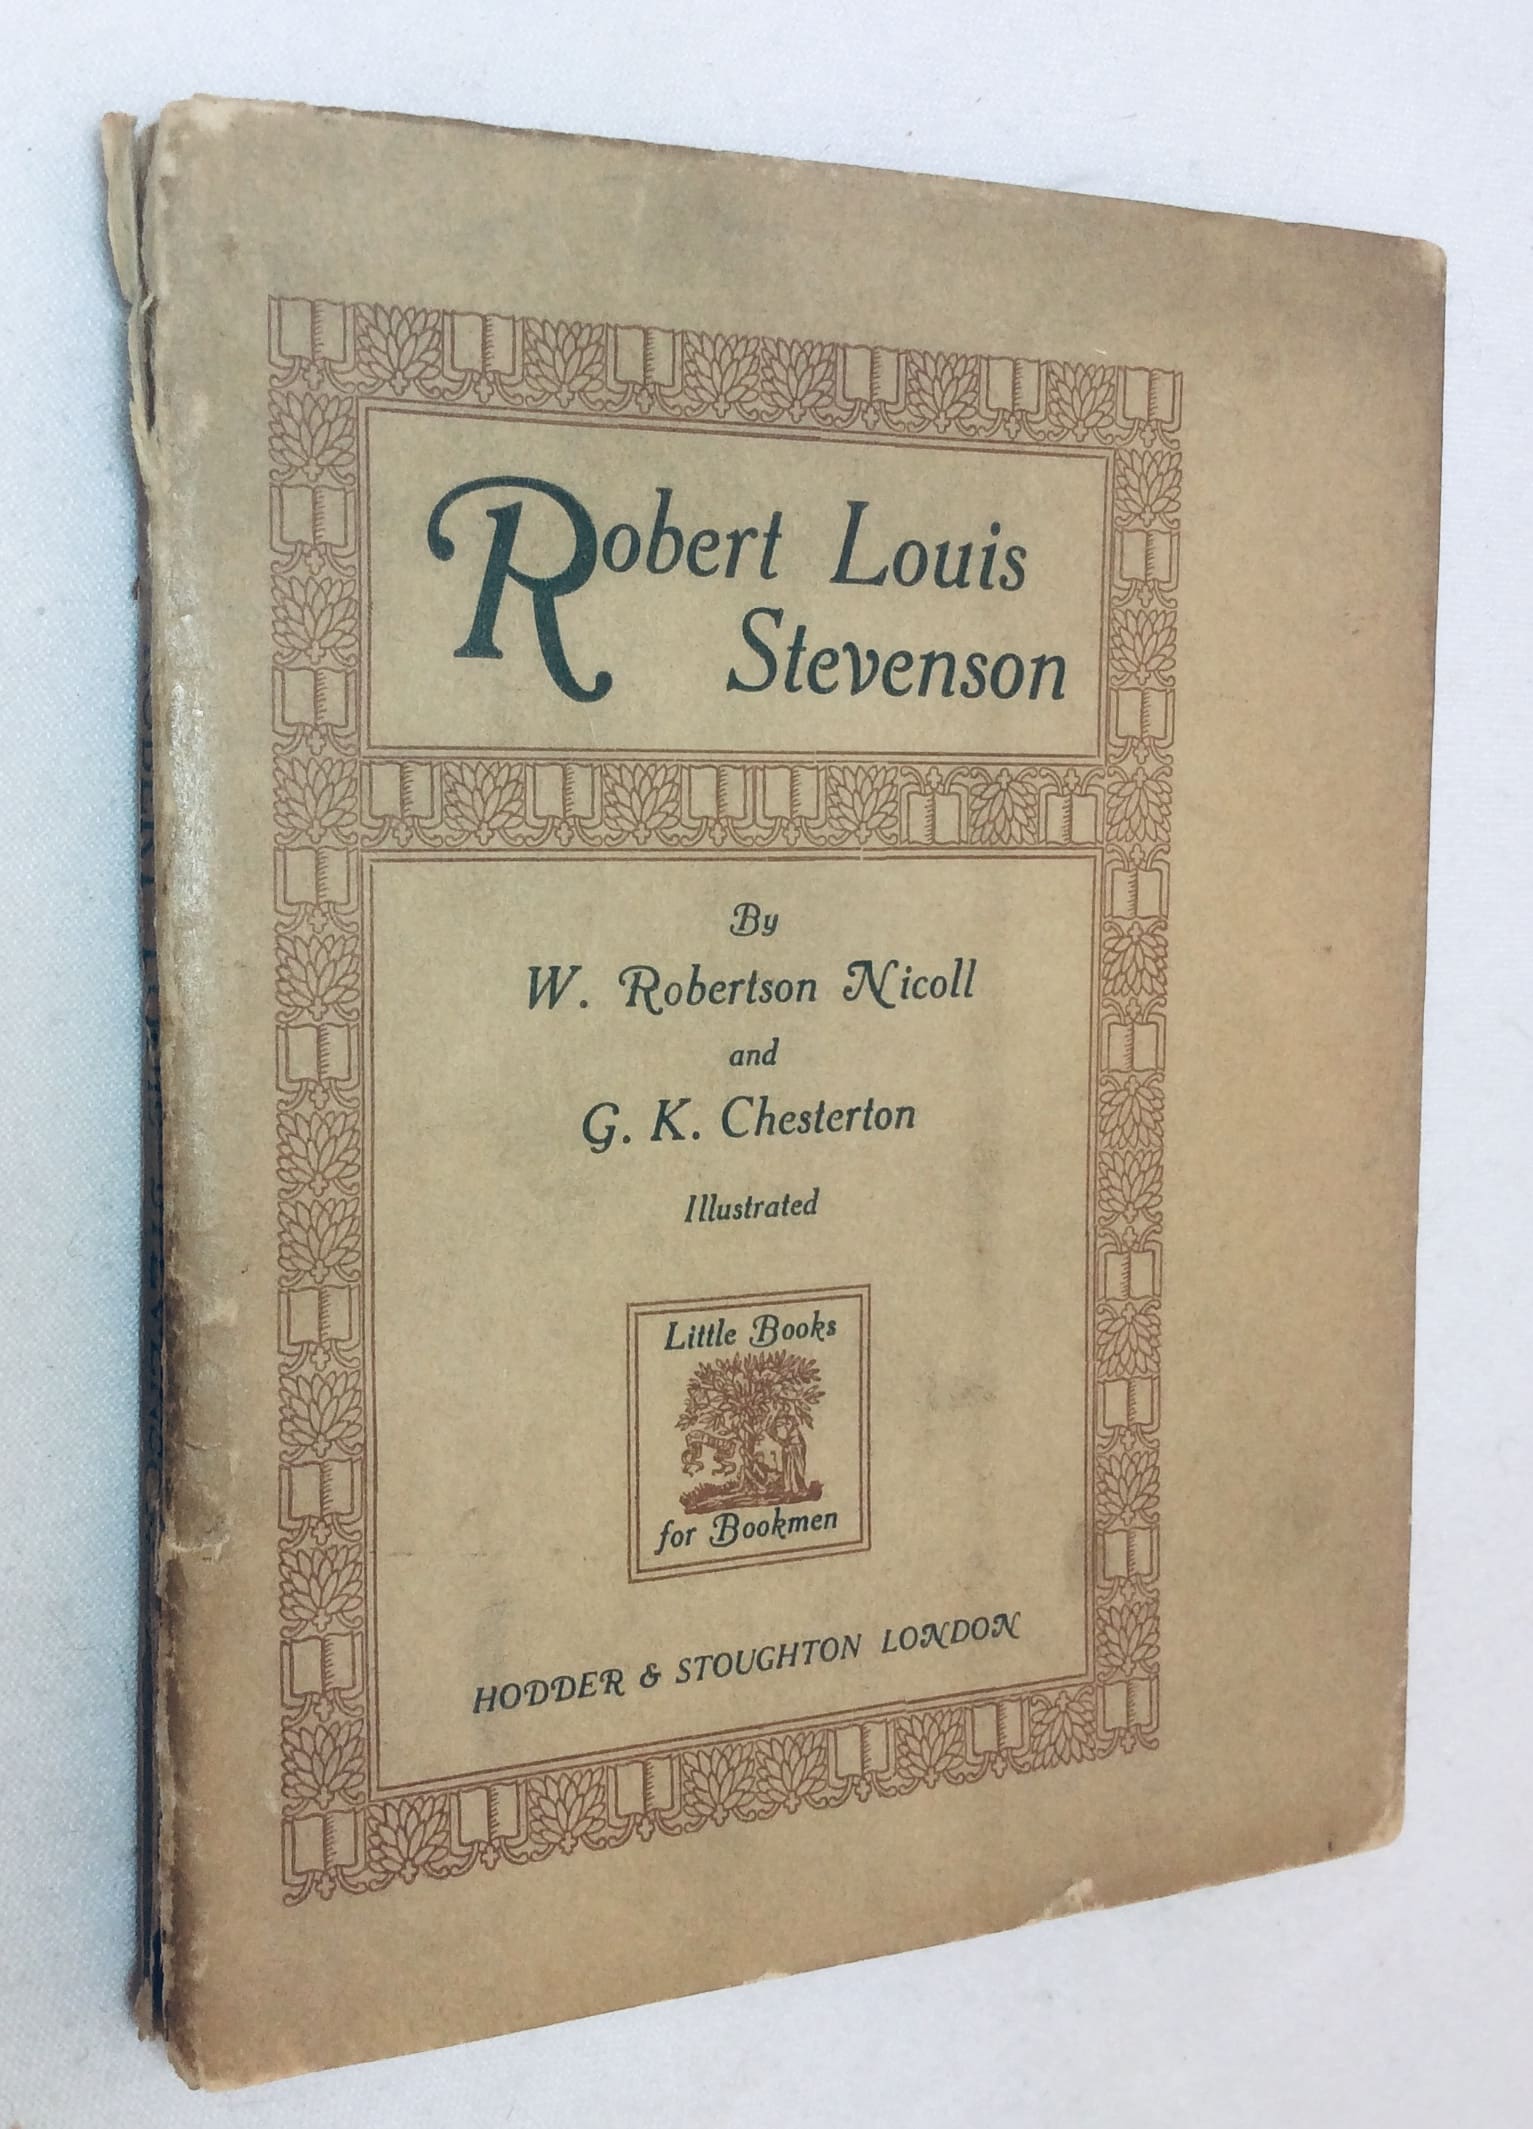 Robert Louis
Stevenson
By
W. Robertson Nicoll
and
G. K. Chesterton
Illustrated
Little Books
for Bookmen
HODDER & STOUGHTON LONDON